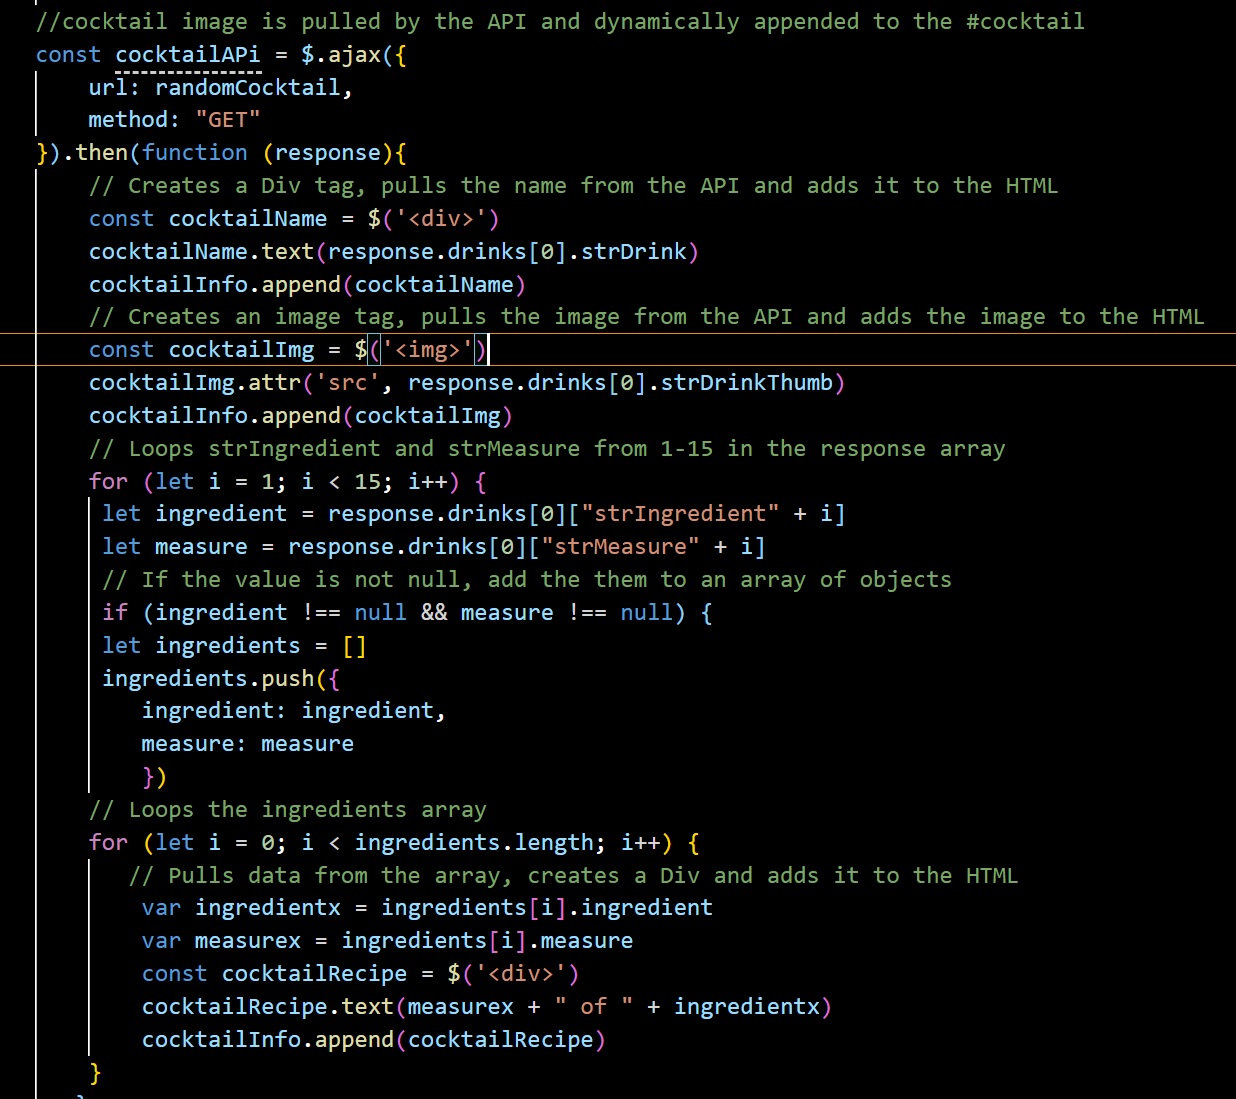 //cocktail image is pulled by the API and dynamically appended to the #cocktail
const cocktailAPi = $.ajax({
    url: randomCocktail,
    method: "GET"
}).then(function (response){
    // Creates a Div tag, pulls the name from the API and adds it to the HTML
    const cocktailName = $('<div>')
    cocktailName.text(response.drinks[0].strDrink)
    cocktailInfo.append(cocktailName)
    // Creates an image tag, pulls the image from the API and adds the image to the HTML
    const cocktailImg = $('<img>')
    cocktailImg.attr('src', response.drinks[0].strDrinkThumb)
    cocktailInfo.append(cocktailImg)
    // Loops strIngredient and strMeasure from 1-15 in the response array
    for (let i = 1; i < 15; i++) {
     let ingredient = response.drinks[0]["strIngredient" + i]
     let measure = response.drinks[0]["strMeasure" + i]
     // If the value is not null, add the them to an array of objects
     if (ingredient !== null && measure !== null) {
     let ingredients = []
     ingredients.push({
        ingredient: ingredient,
        measure: measure
        })
    // Loops the ingredients array
    for (let i = 0; i < ingredients.length; i++) {
       // Pulls data from the array, creates a Div and adds it to the HTML
        var ingredientx = ingredients[i].ingredient
        var measurex = ingredients[i].measure
        const cocktailRecipe = $('<div>')
        cocktailRecipe.text(measurex + " of " + ingredientx)
        cocktailInfo.append(cocktailRecipe)
    }